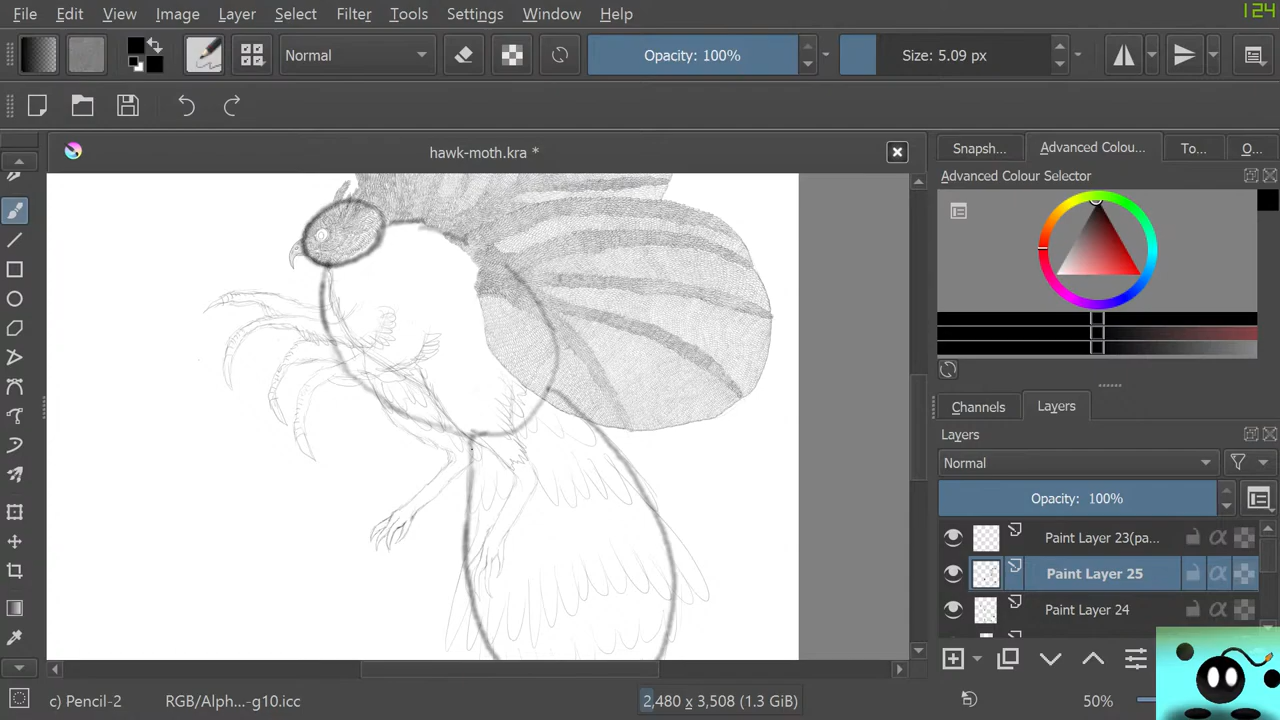 File Edit View Image Layer Select Filter Tools Settings Window Help
124
Normal Opacity: 100% Size: 5.09 px
hawk-moth.kra *
Snapsh... Advanced Colou... To... O...
Advanced Colour Selector
Channels Layers
Layers
Normal
Opacity: 100%
Paint Layer 23(pa...
Paint Layer 25
Paint Layer 24
c) Pencil-2 RGB/Alph...-g10.icc 2,480 x 3,508 (1.3 GiB) 50%